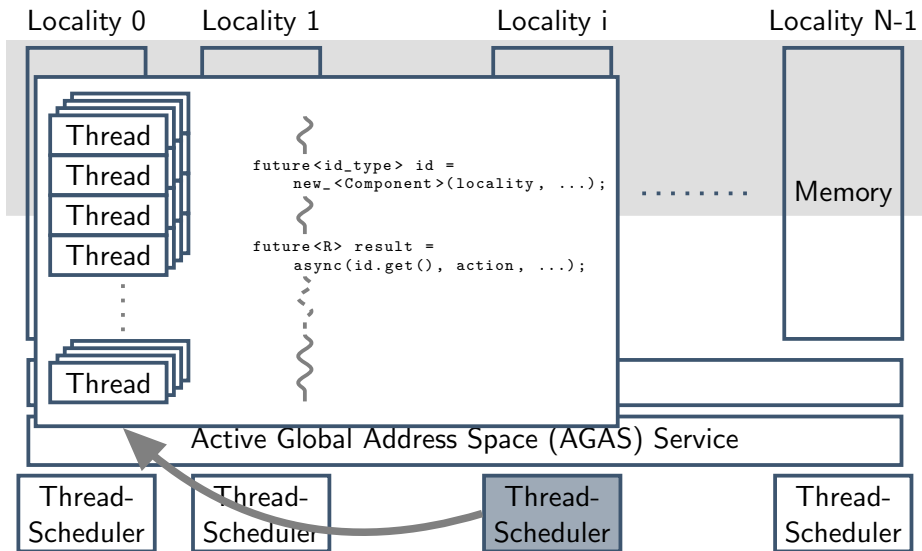 Locality 0
Locality 1
Locality i
Locality N-1
Thread
Thread
Thread
Thread
Thread
future<id_type> id =
new_<Component>(locality, ...);
future<R> result =
async(id.get(), action, ...);
Memory
Active Global Address Space (AGAS) Service
Thread-
Scheduler
Thread-
Scheduler
Thread-
Scheduler
Thread-
Scheduler